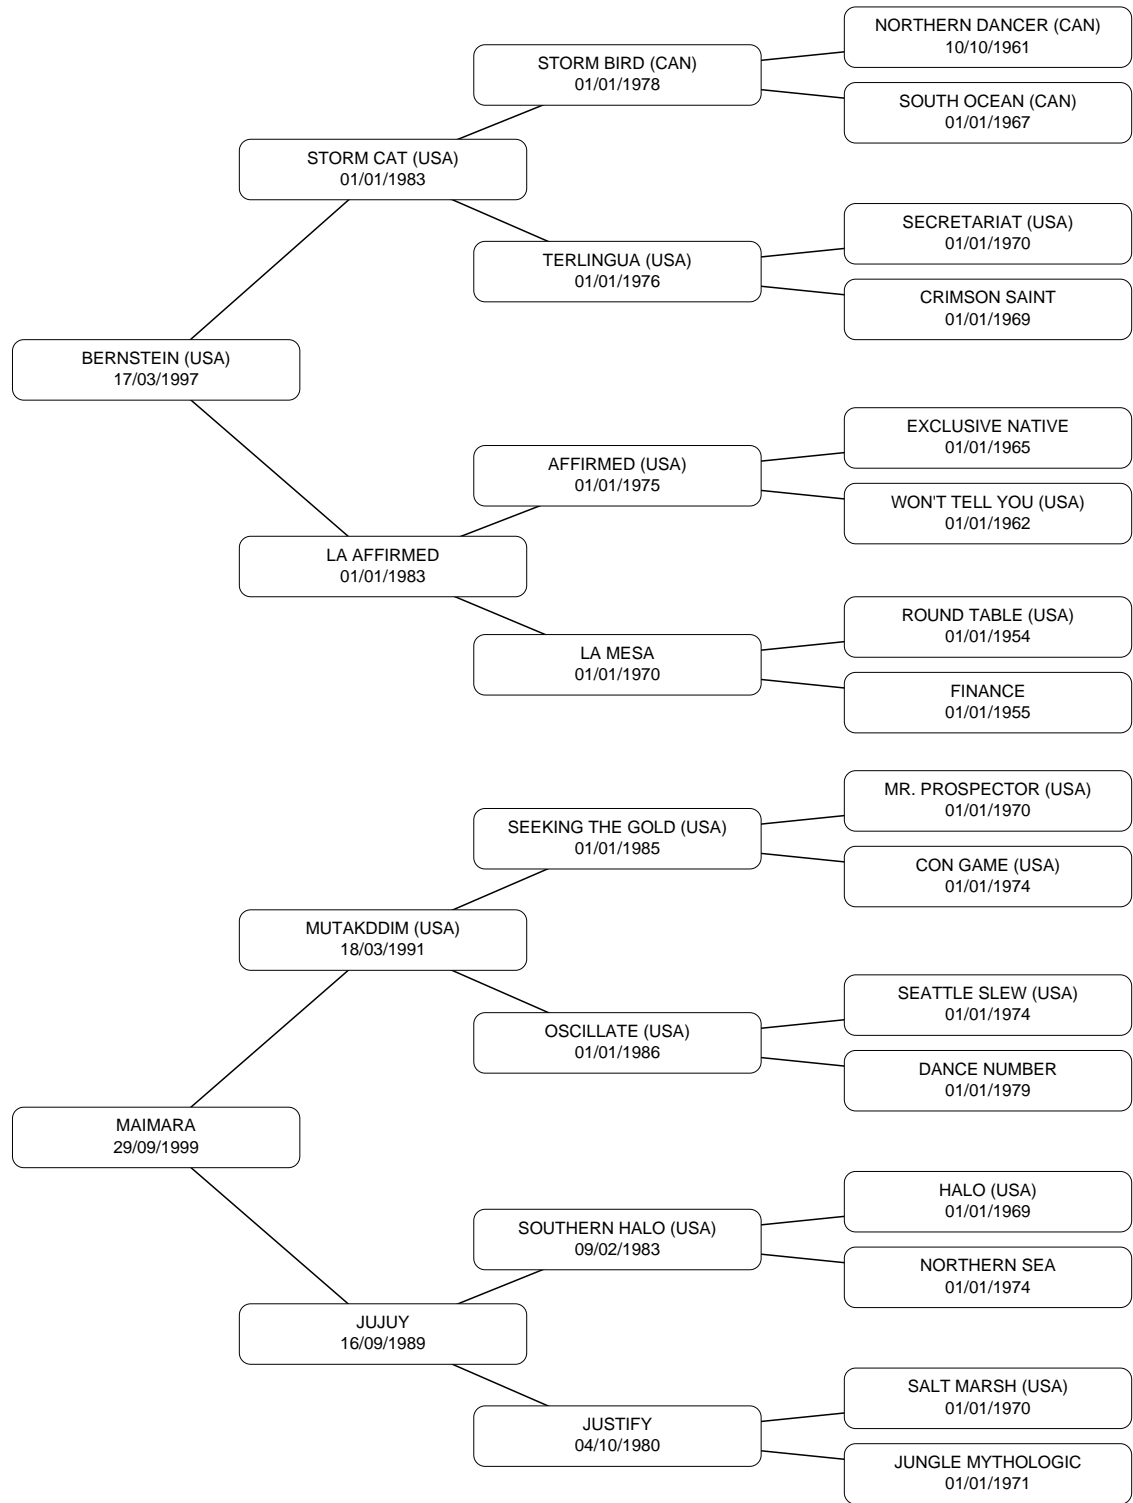 NORTHERN DANCER (CAN)
10/10/1961
STORM BIRD (CAN)
01/01/1978
SOUTH OCEAN (CAN)
01/01/1967
STORM CAT (USA)
01/01/1983
SECRETARIAT (USA)
01/01/1970
TERLINGUA (USA)
01/01/1976
CRIMSON SAINT
01/01/1969
BERNSTEIN (USA)
17/03/1997
EXCLUSIVE NATIVE
01/01/1965
AFFIRMED (USA)
01/01/1975
WON'T TELL YOU (USA)
01/01/1962
LA AFFIRMED
01/01/1983
ROUND TABLE (USA)
01/01/1954
LA MESA
01/01/1970
FINANCE
01/01/1955
MR. PROSPECTOR (USA)
01/01/1970
SEEKING THE GOLD (USA)
01/01/1985
CON GAME (USA)
01/01/1974
MUTAKDDIM (USA)
18/03/1991
SEATTLE SLEW (USA)
01/01/1974
OSCILLATE (USA)
01/01/1986
DANCE NUMBER
01/01/1979
MAIMARA
29/09/1999
HALO (USA)
01/01/1969
SOUTHERN HALO (USA)
09/02/1983
NORTHERN SEA
01/01/1974
JUJUY
16/09/1989
SALT MARSH (USA)
01/01/1970
JUSTIFY
04/10/1980
JUNGLE MYTHOLOGIC
01/01/1971